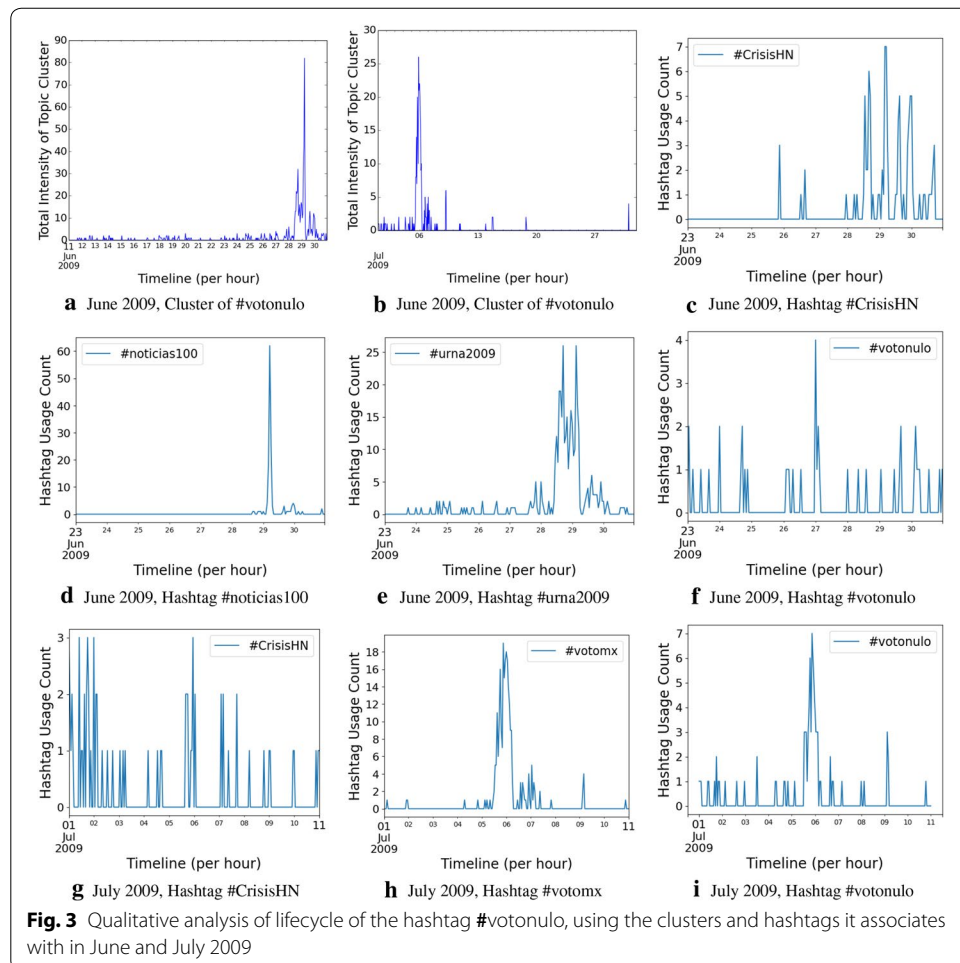 90
80
70
60
50
40
30
20
10
0
Total Intensity of Topic Cluster
11 12 13 14 15 16 17 18 19 20 21 22 23 24 25 26 27 28 29 30
Jun
2009
Timeline (per hour)
a June 2009, Cluster of #votonulo
30
25
20
15
10
5
0
Total Intensity of Topic Cluster
06 13 20 27
Jul
2009
Timeline (per hour)
b June 2009, Cluster of #votonulo
7
6
5
4
3
2
1
0
Hashtag Usage Count
#CrisisHN
23 24 25 26 27 28 29 30
Jun
2009
Timeline (per hour)
c June 2009, Hashtag #CrisisHN
60
50
40
30
20
10
0
Hashtag Usage Count
#noticias100
23 24 25 26 27 28 29 30
Jun
2009
Timeline (per hour)
d June 2009, Hashtag #noticias100
25
20
15
10
5
0
Hashtag Usage Count
#urna2009
23 24 25 26 27 28 29 30
Jun
2009
Timeline (per hour)
e June 2009, Hashtag #urna2009
4
3
2
1
0
Hashtag Usage Count
#votonulo
23 24 25 26 27 28 29 30
Jun
2009
Timeline (per hour)
f June 2009, Hashtag #votonulo
3
2
1
0
Hashtag Usage Count
#CrisisHN
01 02 03 04 05 06 07 08 09 10 11
Jul
2009
Timeline (per hour)
g July 2009, Hashtag #CrisisHN
18
16
14
12
10
8
6
4
2
0
Hashtag Usage Count
#votomx
01 02 03 04 05 06 07 08 09 10 11
Jul
2009
Timeline (per hour)
h July 2009, Hashtag #votomx
7
6
5
4
3
2
1
0
Hashtag Usage Count
#votonulo
01 02 03 04 05 06 07 08 09 10 11
Jul
2009
Timeline (per hour)
i July 2009, Hashtag #votonulo
Fig. 3 Qualitative analysis of lifecycle of the hashtag #votonulo, using the clusters and hashtags it associates
with in June and July 2009